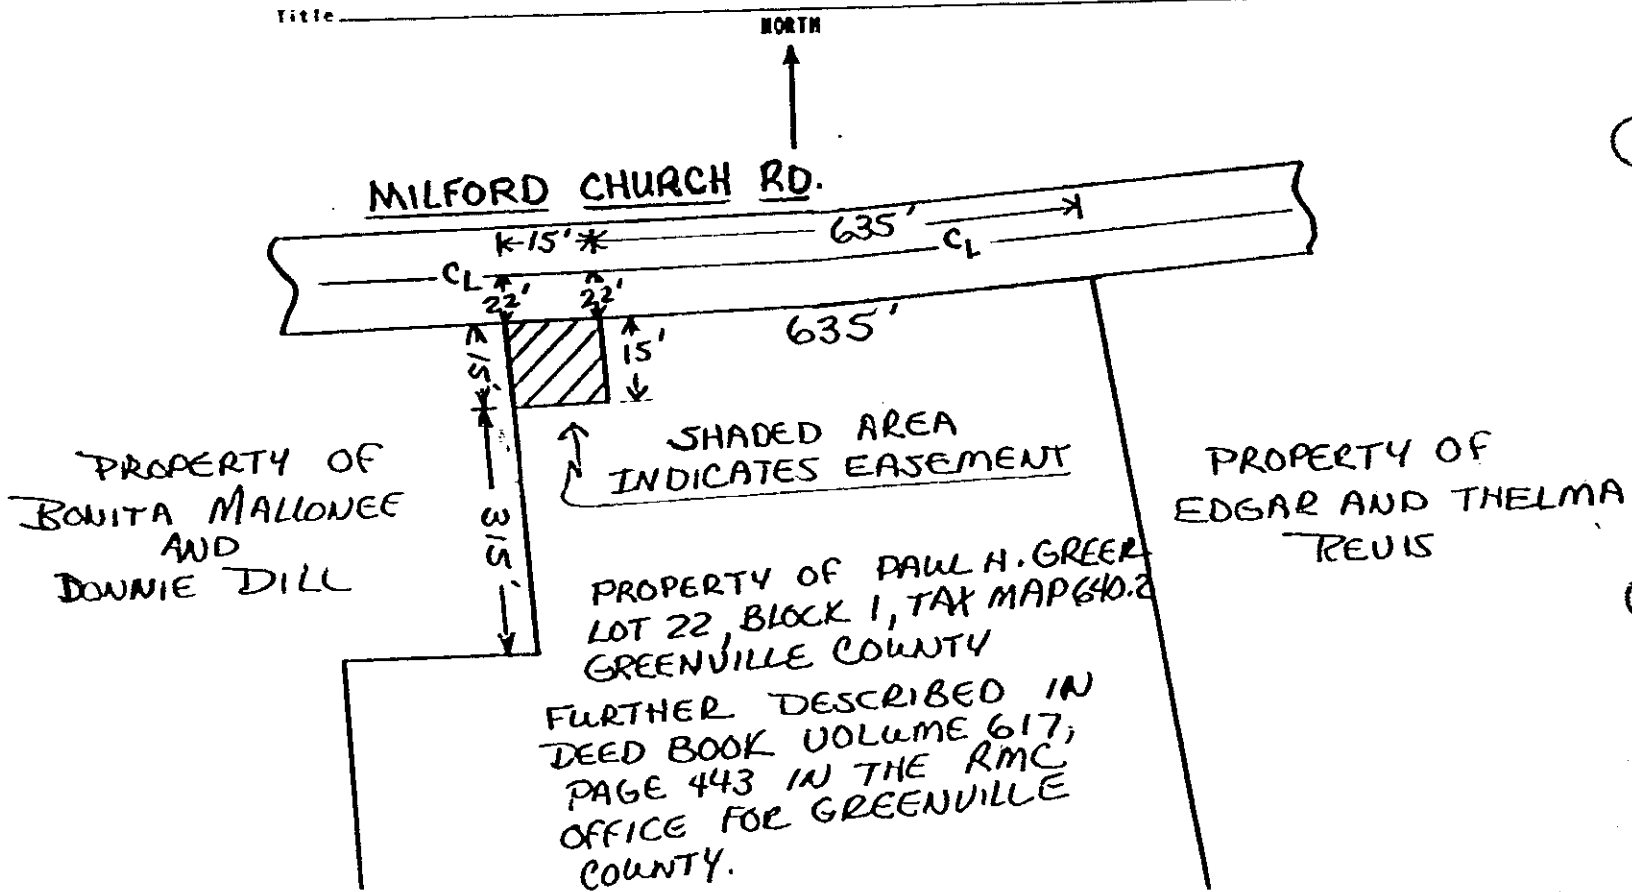 Title
NORTH
MILFORD CHURCH RD.
15' 635'
CL CL
22' 22'
635'
15' 15'
SHADED AREA
INDICATES EASEMENT
315'
PROPERTY OF
BONITA MALLONEE
AND
DONNIE DILL
PROPERTY OF
EDGAR AND THELMA
REVIS
PROPERTY OF PAUL H. GREER
LOT 22, BLOCK 1, TAX MAP 640.2
GREENVILLE COUNTY
FURTHER DESCRIBED IN
DEED BOOK VOLUME 617,
PAGE 443 IN THE RMC
OFFICE FOR GREENVILLE
COUNTY.